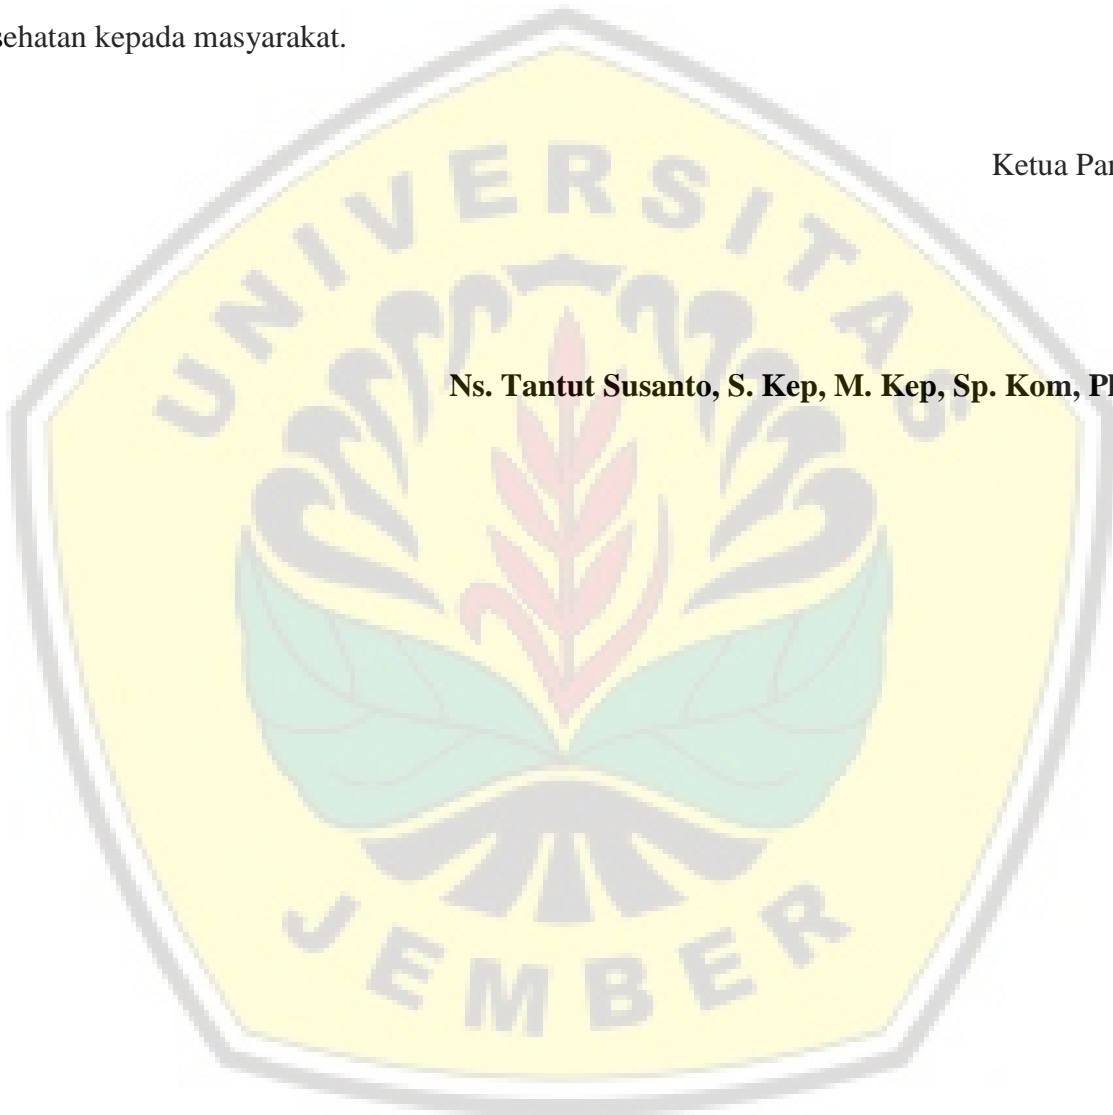 sehatan kepada masyarakat.
Ketua Pan
Ns. Tantut Susanto, S. Kep, M. Kep, Sp. Kom, Ph
UNIVERSITAS
JEMBER